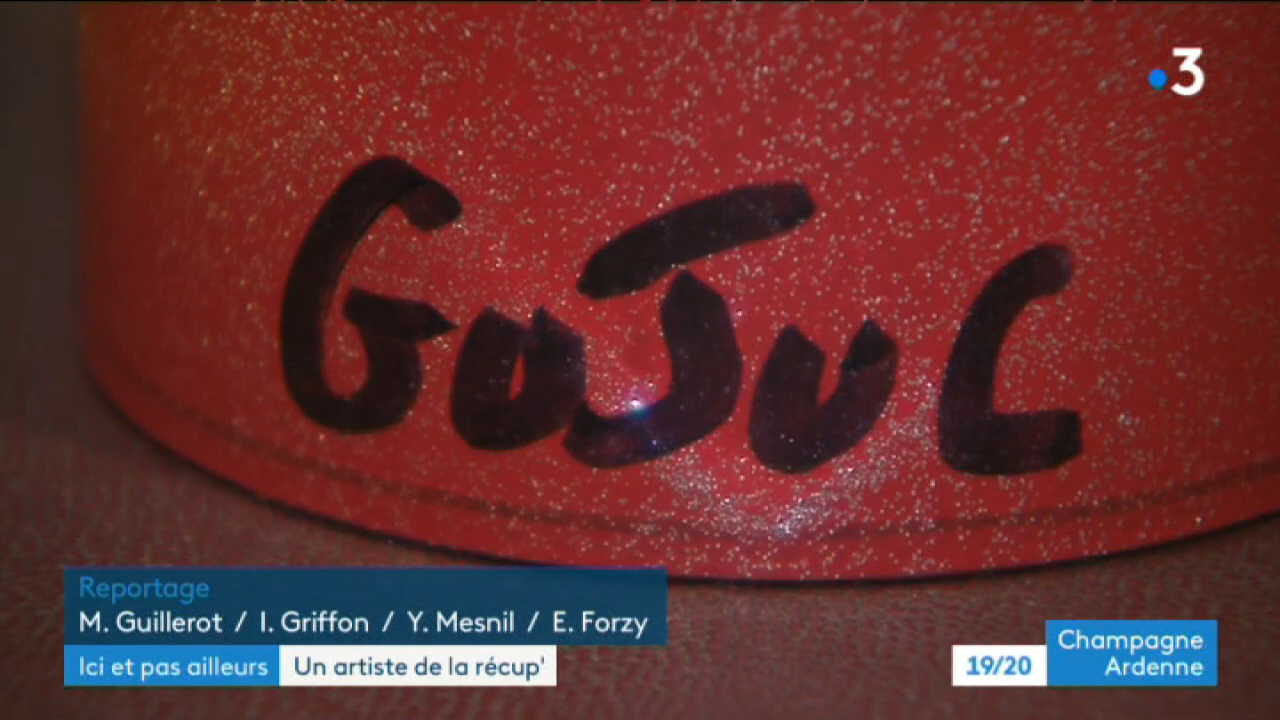 3
GuJul
Reportage
M. Guillerot / I. Griffon / Y. Mesnil / E. Forzy
Ici et pas ailleurs Un artiste de la récup'
19/20 Champagne
Ardenne